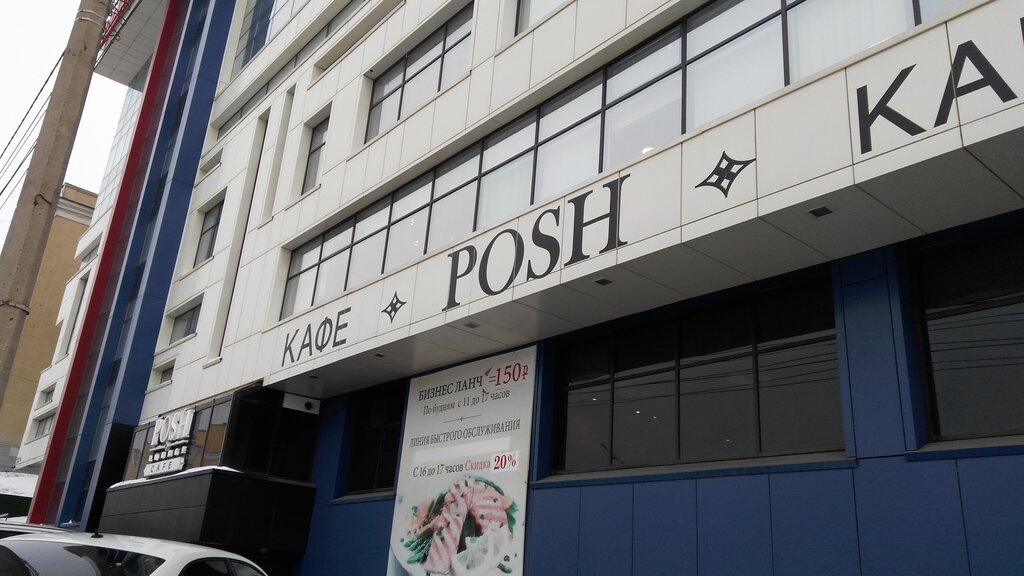 КАФЕ POSH КА
БИЗНЕС ЛАНЧ 150₽
По будням с 11 до 17 часов
ЛИНИЯ БЫСТРОГО ОБСЛУЖИВАНИЯ
С 16 до 17 часов Скидка 20%
POSH
CAFE